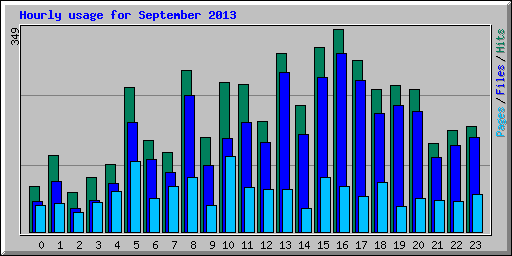 Hourly usage for September 2013
349
Pages/Files/Hits
0 1 2 3 4 5 6 7 8 9 10 11 12 13 14 15 16 17 18 19 20 21 22 23